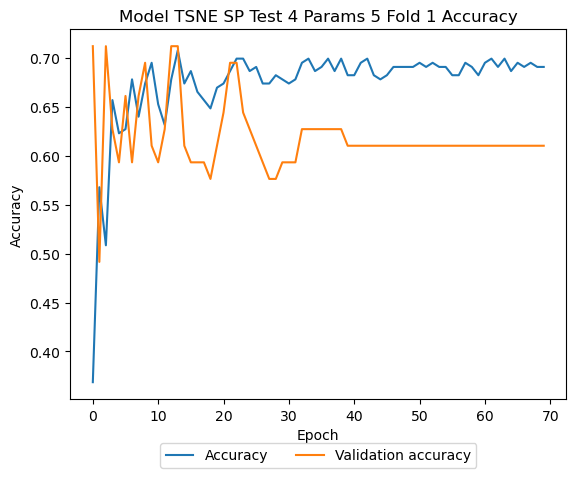 Model TSNE SP Test 4 Params 5 Fold 1 Accuracy
0.70
0.65
0.60
0.55
0.50
0.45
0.40
Accuracy
0 10 20 30 40 50 60 70
Epoch
Accuracy Validation accuracy